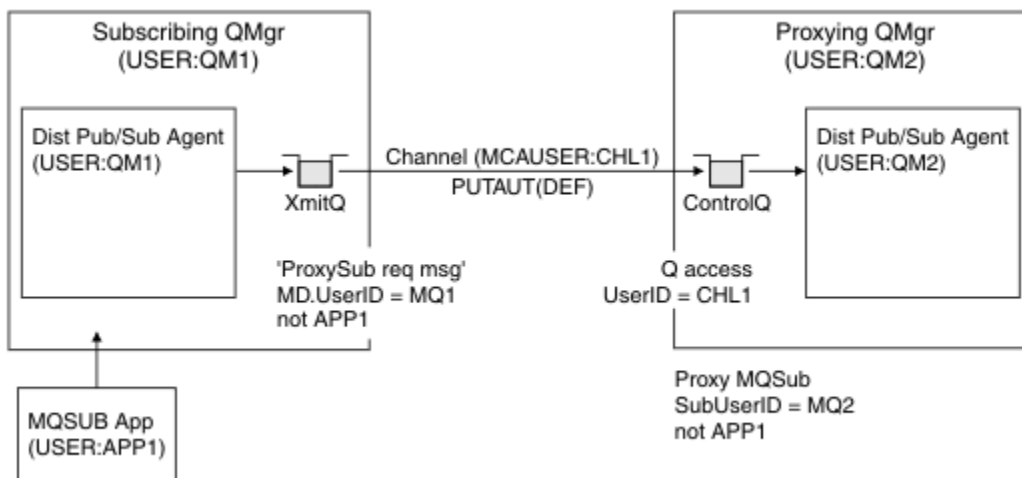 Subscribing QMgr
(USER:QM1)
Dist Pub/Sub Agent
(USER:QM1)
XmitQ
'ProxySub req msg'
MD.UserID = MQ1
not APP1
MQSUB App
(USER:APP1)
Channel (MCAUSER:CHL1)
PUTAUT(DEF)
Proxying QMgr
(USER:QM2)
ControlQ
Dist Pub/Sub Agent
(USER:QM2)
Q access
UserID = CHL1
Proxy MQSub
SubUserID = MQ2
not APP1